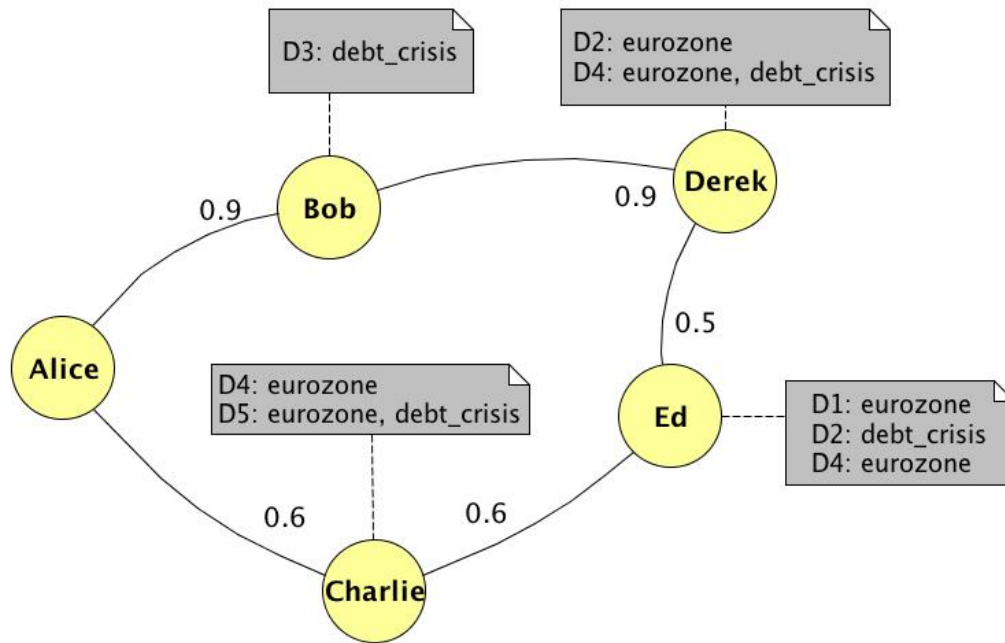 D3: debt_crisis
D2: eurozone
D4: eurozone, debt_crisis
Bob
Derek
0.9
0.9
Alice
0.5
D4: eurozone
D5: eurozone, debt_crisis
Ed
D1: eurozone
D2: debt_crisis
D4: eurozone
0.6
0.6
Charlie